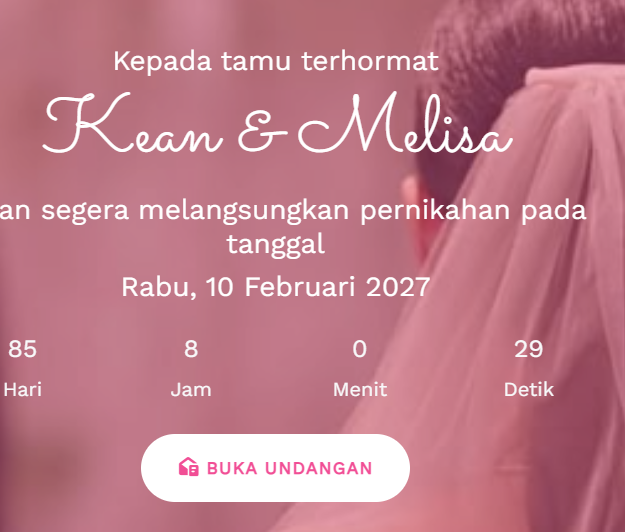 Kepada tamu terhormat
Kean & Melisa
an segera melangsungkan pernikahan pada
tanggal
Rabu, 10 Februari 2027
85 8 0 29
Hari Jam Menit Detik
BUKA UNDANGAN